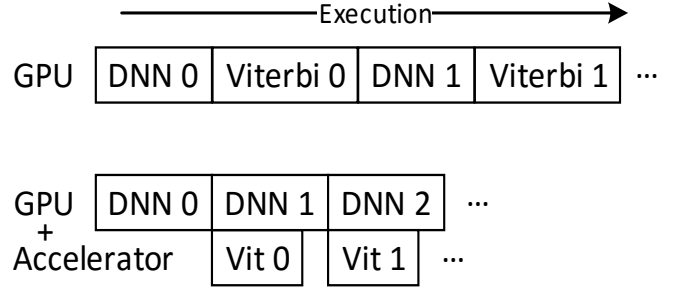 Execution
GPU DNN 0 Viterbi 0 DNN 1 Viterbi 1 ...
GPU DNN 0 DNN 1 DNN 2 ...
+
Accelerator Vit 0 Vit 1 ...